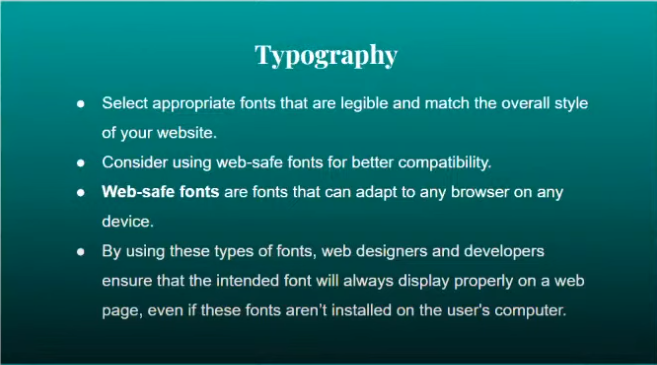 Typography
● Select appropriate fonts that are legible and match the overall style
of your website.
● Consider using web-safe fonts for better compatibility.
● Web-safe fonts are fonts that can adapt to any browser on any
device.
● By using these types of fonts, web designers and developers
ensure that the intended font will always display properly on a web
page, even if these fonts aren’t installed on the user's computer.